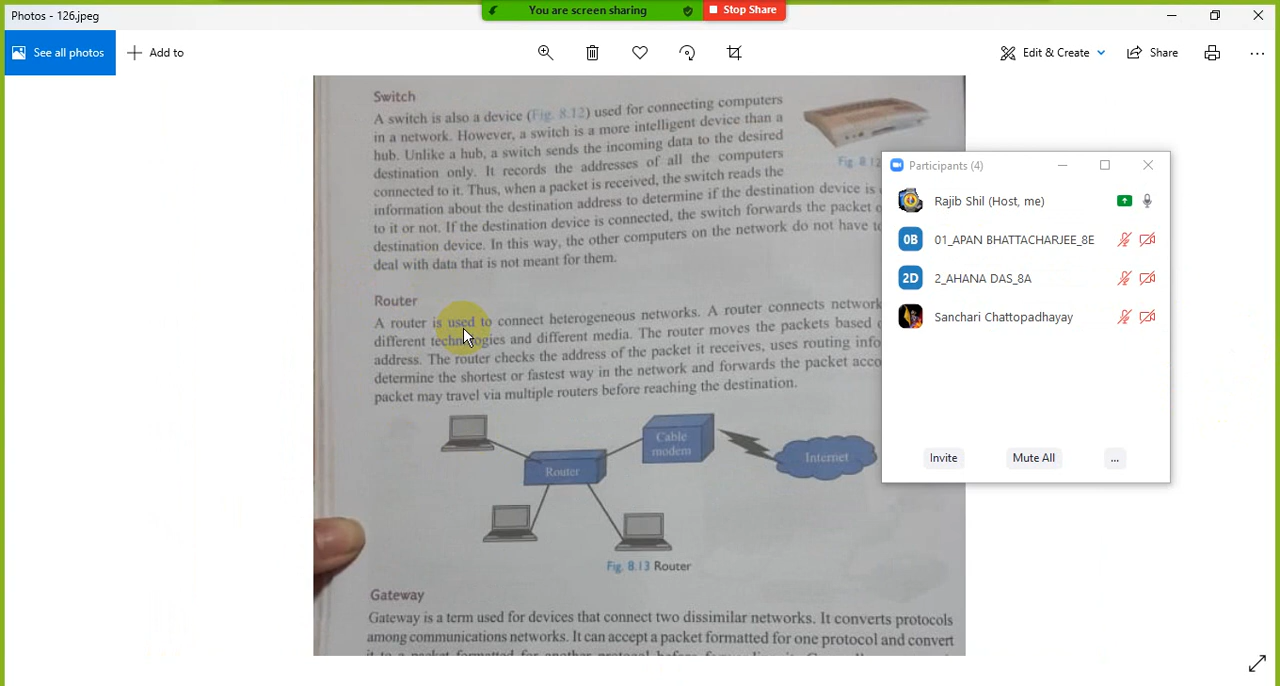 Photos - 126.jpeg
You are screen sharing
Stop Share
See all photos
Add to
Edit & Create
Share
Switch
A switch is also a device (Fig. 8.12) used for connecting computers
in a network. However, a switch is a more intelligent device than a
hub. Unlike a hub, a switch sends the incoming data to the desired
destination only. It records the addresses of all the computers
connected to it. Thus, when a packet is received, the switch reads the
information about the destination address to determine if the destination device is
to it or not. If the destination device is connected, the switch forwards the packet
destination device. In this way, the other computers on the network do not have to
deal with data that is not meant for them.
Fig 8.12
Router
A router is used to connect heterogeneous networks. A router connects network
different technologies and different media. The router moves the packets based
address. The router checks the address of the packet it receives, uses routing info
determine the shortest or fastest way in the network and forwards the packet acco
packet may travel via multiple routers before reaching the destination.
Cable
modem
Internet
Router
Fig. 8.13 Router
Gateway
Gateway is a term used for devices that connect two dissimilar networks. It converts protocols
among communications networks. It can accept a packet formatted for one protocol and convert
Participants (4)
Rajib Shil (Host, me)
0B 01_APAN BHATTACHARJEE_8E
2D 2_AHANA DAS_8A
Sanchari Chattopadhayay
Invite
Mute All
...